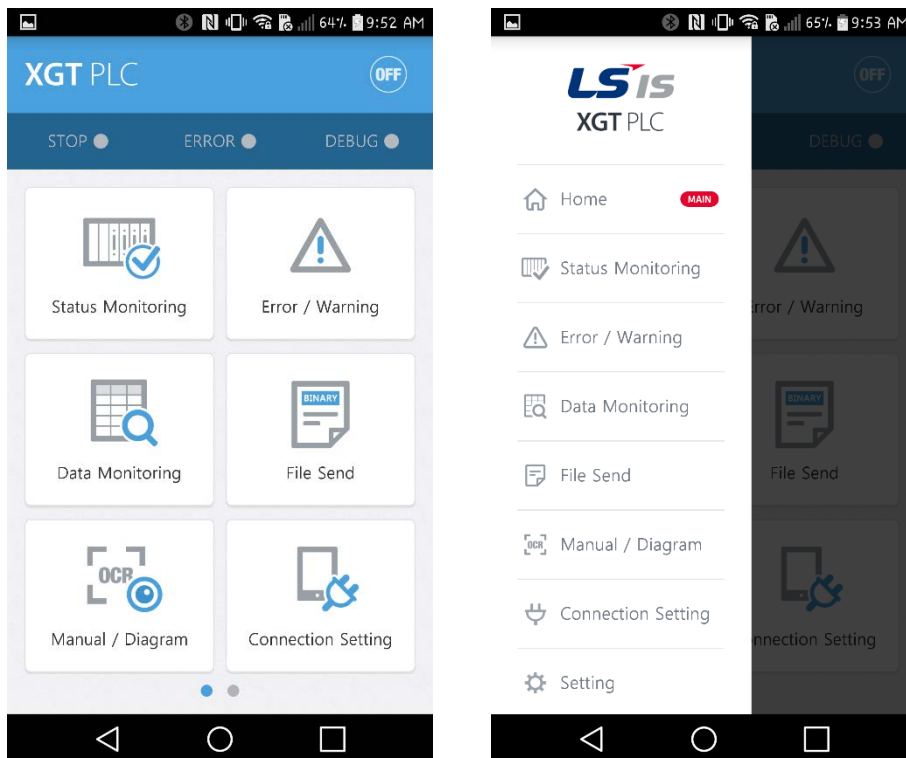 64% 9:52 AM
XGT PLC
OFF
STOP ERROR DEBUG
Status Monitoring
Error / Warning
BINARY
Data Monitoring
File Send
OCR
Manual / Diagram
Connection Setting
65% 9:53 AM
LSIS
XGT PLC
OFF
DEBUG
Home MAIN
Status Monitoring
Error / Warning
Data Monitoring
File Send
OCR Manual / Diagram
Connection Setting
Setting
rror / Warning
BINARY
File Send
nnection Setting